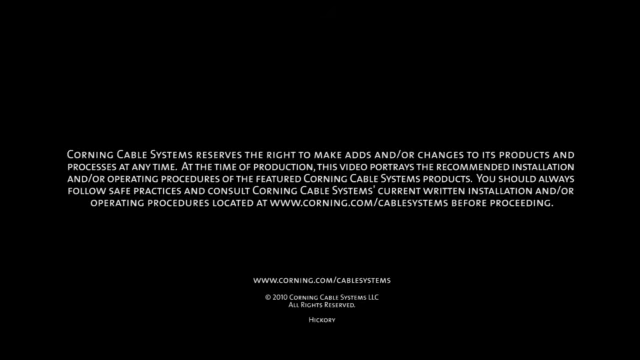 Corning Cable Systems reserves the right to make adds and/or changes to its products and
processes at any time. At the time of production, this video portrays the recommended installation
and/or operating procedures of the featured Corning Cable Systems products. You should always
follow safe practices and consult Corning Cable Systems' current written installation and/or
operating procedures located at www.corning.com/cablesystems before proceeding.
www.corning.com/cablesystems
© 2010 Corning Cable Systems LLC
All Rights Reserved.
Hickory